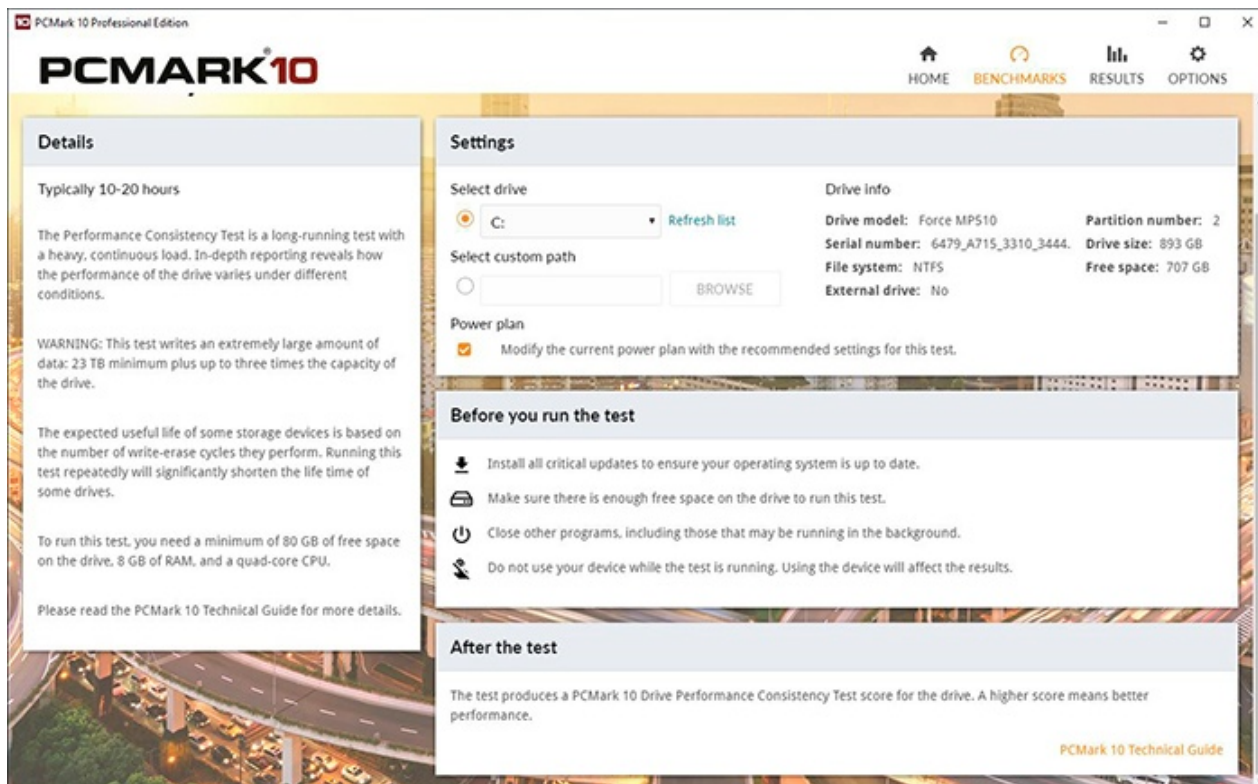 10 PCMark 10 Professional Edition
PCMARK®10
HOME
BENCHMARKS
RESULTS
OPTIONS
Details
Typically 10-20 hours
The Performance Consistency Test is a long-running test with
a heavy, continuous load. In-depth reporting reveals how
the performance of the drive varies under different
conditions.
WARNING: This test writes an extremely large amount of
data: 23 TB minimum plus up to three times the capacity of
the drive.
The expected useful life of some storage devices is based on
the number of write-erase cycles they perform. Running this
test repeatedly will significantly shorten the life time of
some drives.
To run this test, you need a minimum of 80 GB of free space
on the drive, 8 GB of RAM, and a quad-core CPU.
Please read the PCMark 10 Technical Guide for more details.
Settings
Select drive
C:
Refresh list
Select custom path
BROWSE
Power plan
Modify the current power plan with the recommended settings for this test.
Drive info
Drive model: Force MP510
Serial number: 6479_A715_3310_3444.
File system: NTFS
External drive: No
Partition number: 2
Drive size: 893 GB
Free space: 707 GB
Before you run the test
Install all critical updates to ensure your operating system is up to date.
Make sure there is enough free space on the drive to run this test.
Close other programs, including those that may be running in the background.
Do not use your device while the test is running. Using the device will affect the results.
After the test
The test produces a PCMark 10 Drive Performance Consistency Test score for the drive. A higher score means better
performance.
PCMark 10 Technical Guide